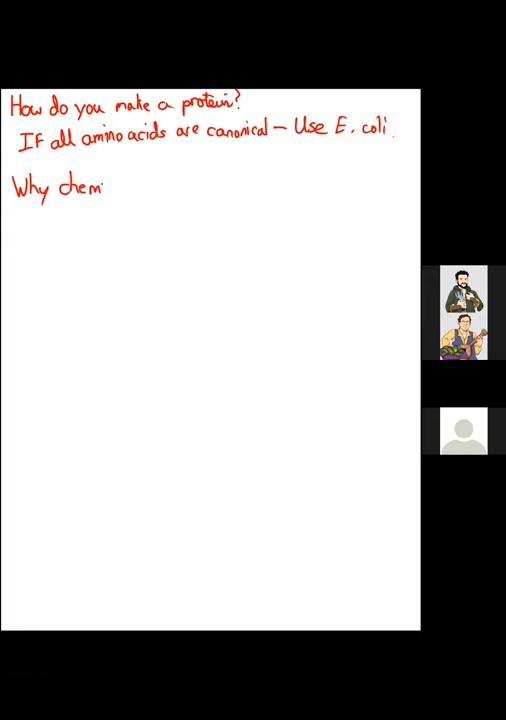 How do you make a protein?
IF all amino acids are canonical – Use E. coli.
Why chem